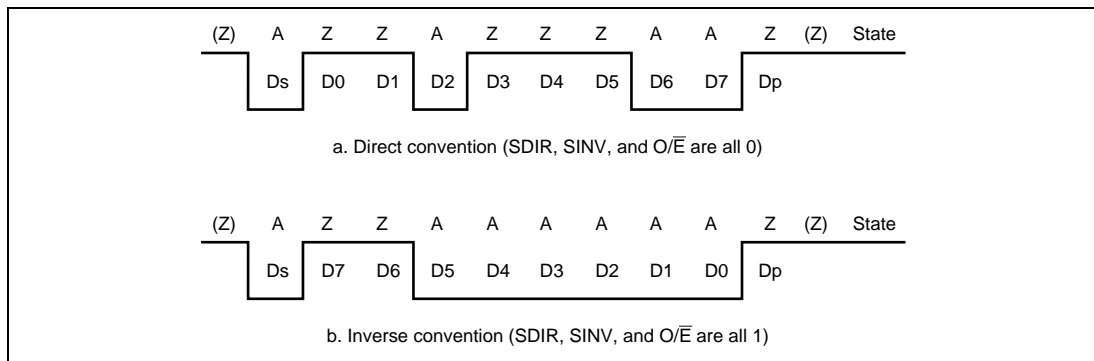 (Z) A Z Z A Z Z Z A A Z (Z) State
Ds D0 D1 D2 D3 D4 D5 D6 D7 Dp
a. Direct convention (SDIR, SINV, and O/E̅ are all 0)
(Z) A Z Z A A A A A A Z (Z) State
Ds D7 D6 D5 D4 D3 D2 D1 D0 Dp
b. Inverse convention (SDIR, SINV, and O/E̅ are all 1)